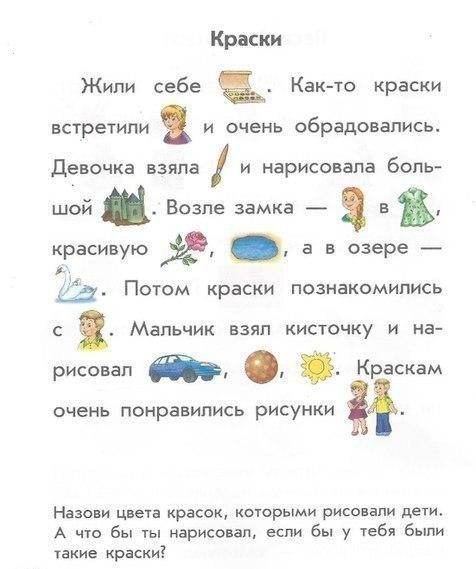 Краски
Жили себе . Как-то краски
встретили и очень обрадовались.
Девочка взяла и нарисовала боль-
шой . Возле замка — в ,
красивую , , а в озере —
. Потом краски познакомились
с . Мальчик взял кисточку и на-
рисовал , , . Краскам
очень понравились рисунки .
Назови цвета красок, которыми рисовали дети.
А что бы ты нарисовал, если бы у тебя были
такие краски?